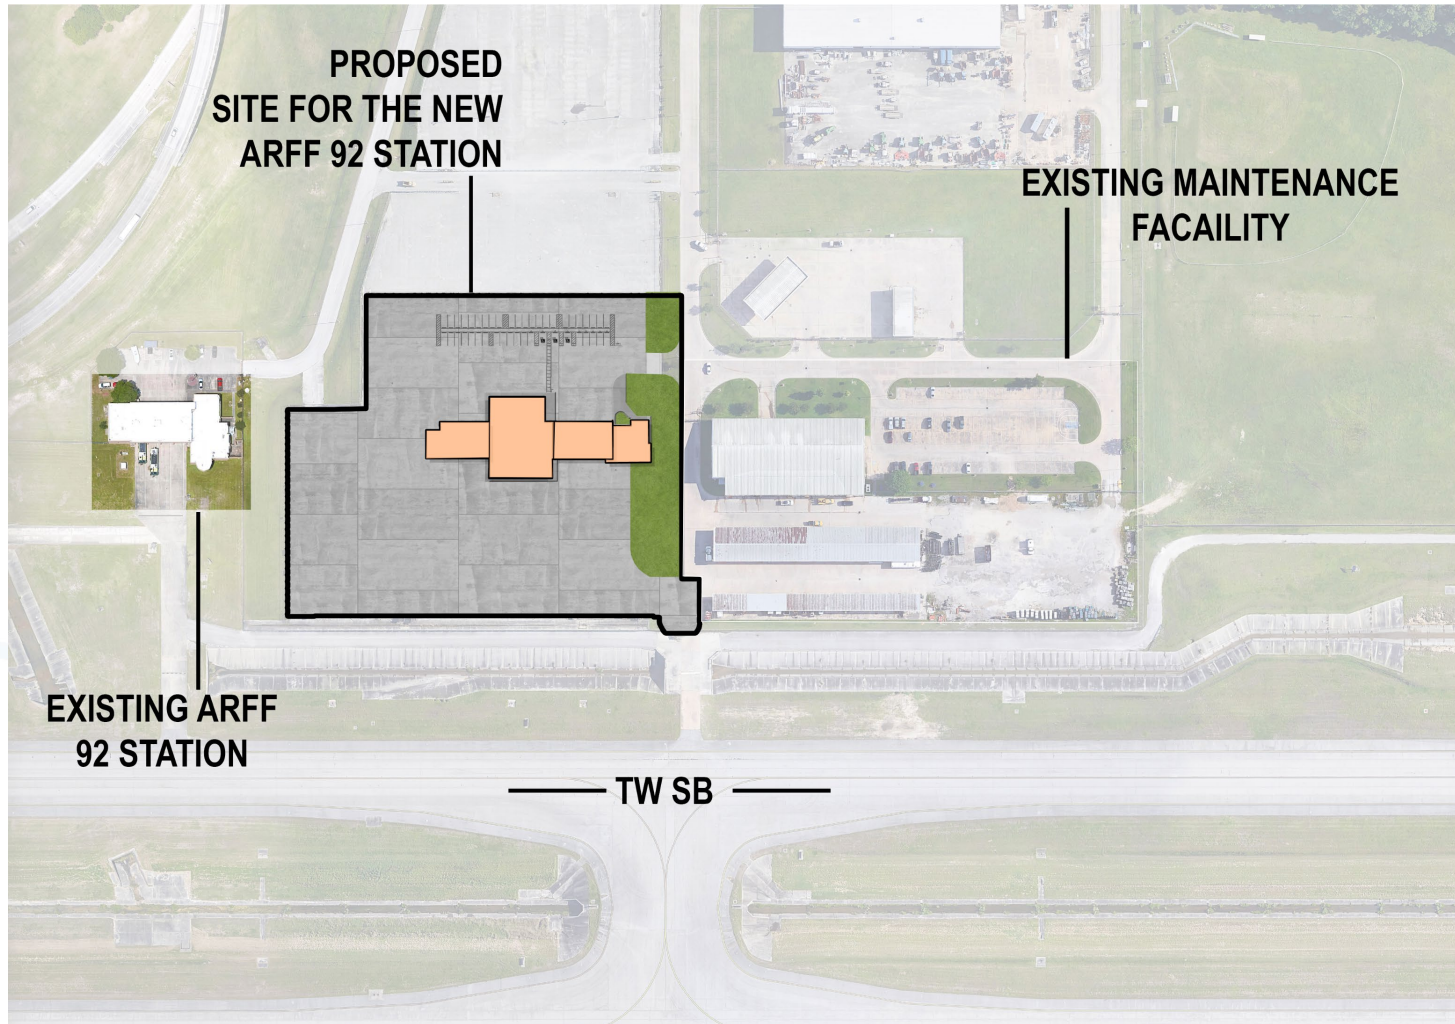 PROPOSED
SITE FOR THE NEW
ARFF 92 STATION
EXISTING MAINTENANCE
FACAILITY
EXISTING ARFF
92 STATION
TW SB